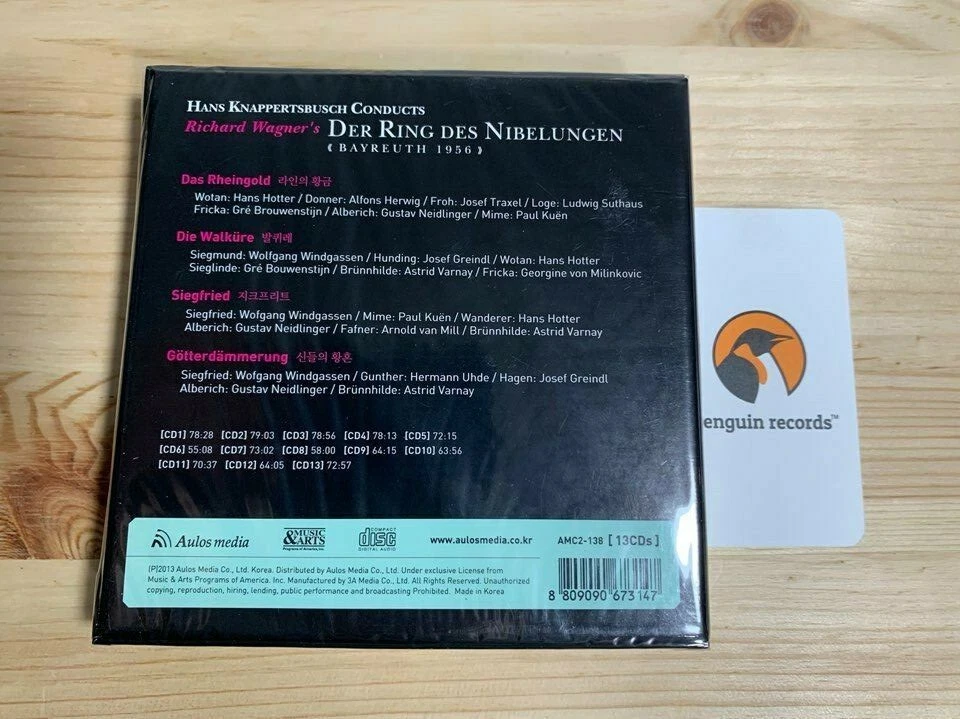 HANS KNAPPERTSBUSCH CONDUCTS
Richard Wagner's DER RING DES NIBELUNGEN
《 BAYREUTH 1956 》
Das Rheingold 라인의 황금
Wotan: Hans Hotter / Donner: Alfons Herwig / Froh: Josef Traxel / Loge: Ludwig Suthaus
Fricka: Gré Brouwenstijn / Alberich: Gustav Neidlinger / Mime: Paul Kuën
Die Walküre 발퀴레
Siegmund: Wolfgang Windgassen / Hunding: Josef Greindl / Wotan: Hans Hotter
Sieglinde: Gré Bouwenstijn / Brünnhilde: Astrid Varnay / Fricka: Georgine von Milinkovic
Siegfried 지크프리트
Siegfried: Wofgang Windgassen / Mime: Paul Kuën / Wanderer: Hans Hotter
Alberich: Gustav Neidlinger / Fafner: Arnold van Mill / Brünnhilde: Astrid Varnay
Götterdämmerung 신들의 황혼
Siegfried: Wofgang Windgassen / Gunther: Hermann Uhde / Hagen: Josef Greindl
Alberich: Gustav Neidlinger / Brünnhilde: Astrid Varnay
[CD1] 78:28 [CD2] 79:03 [CD3] 78:56 [CD4] 78:13 [CD5] 72:15
[CD6] 55:08 [CD7] 73:02 [CD8] 58:00 [CD9] 64:15 [CD10] 63:56
[CD11] 70:37 [CD12] 64:05 [CD13] 72:57
Aulos media
MUSIC
&ARTS
Programs of America, Inc.
COMPACT
disc
DIGITAL AUDIO
www.aulosmedia.co.kr
AMC2-138 [ 13CDs ]
(P)2013 Aulos Media Co., Ltd. Korea. Distributed by Aulos Media Co., Ltd. Under exclusive License from
Music & Arts Programs of America. Inc. Manufactured by 3A Media Co., Ltd. All Rights Reserved. Unauthorized
copying, reproduction, hiring, lending, public performance and broadcasting Prohibited. Made in Korea
8 809090 673147
enguin records™